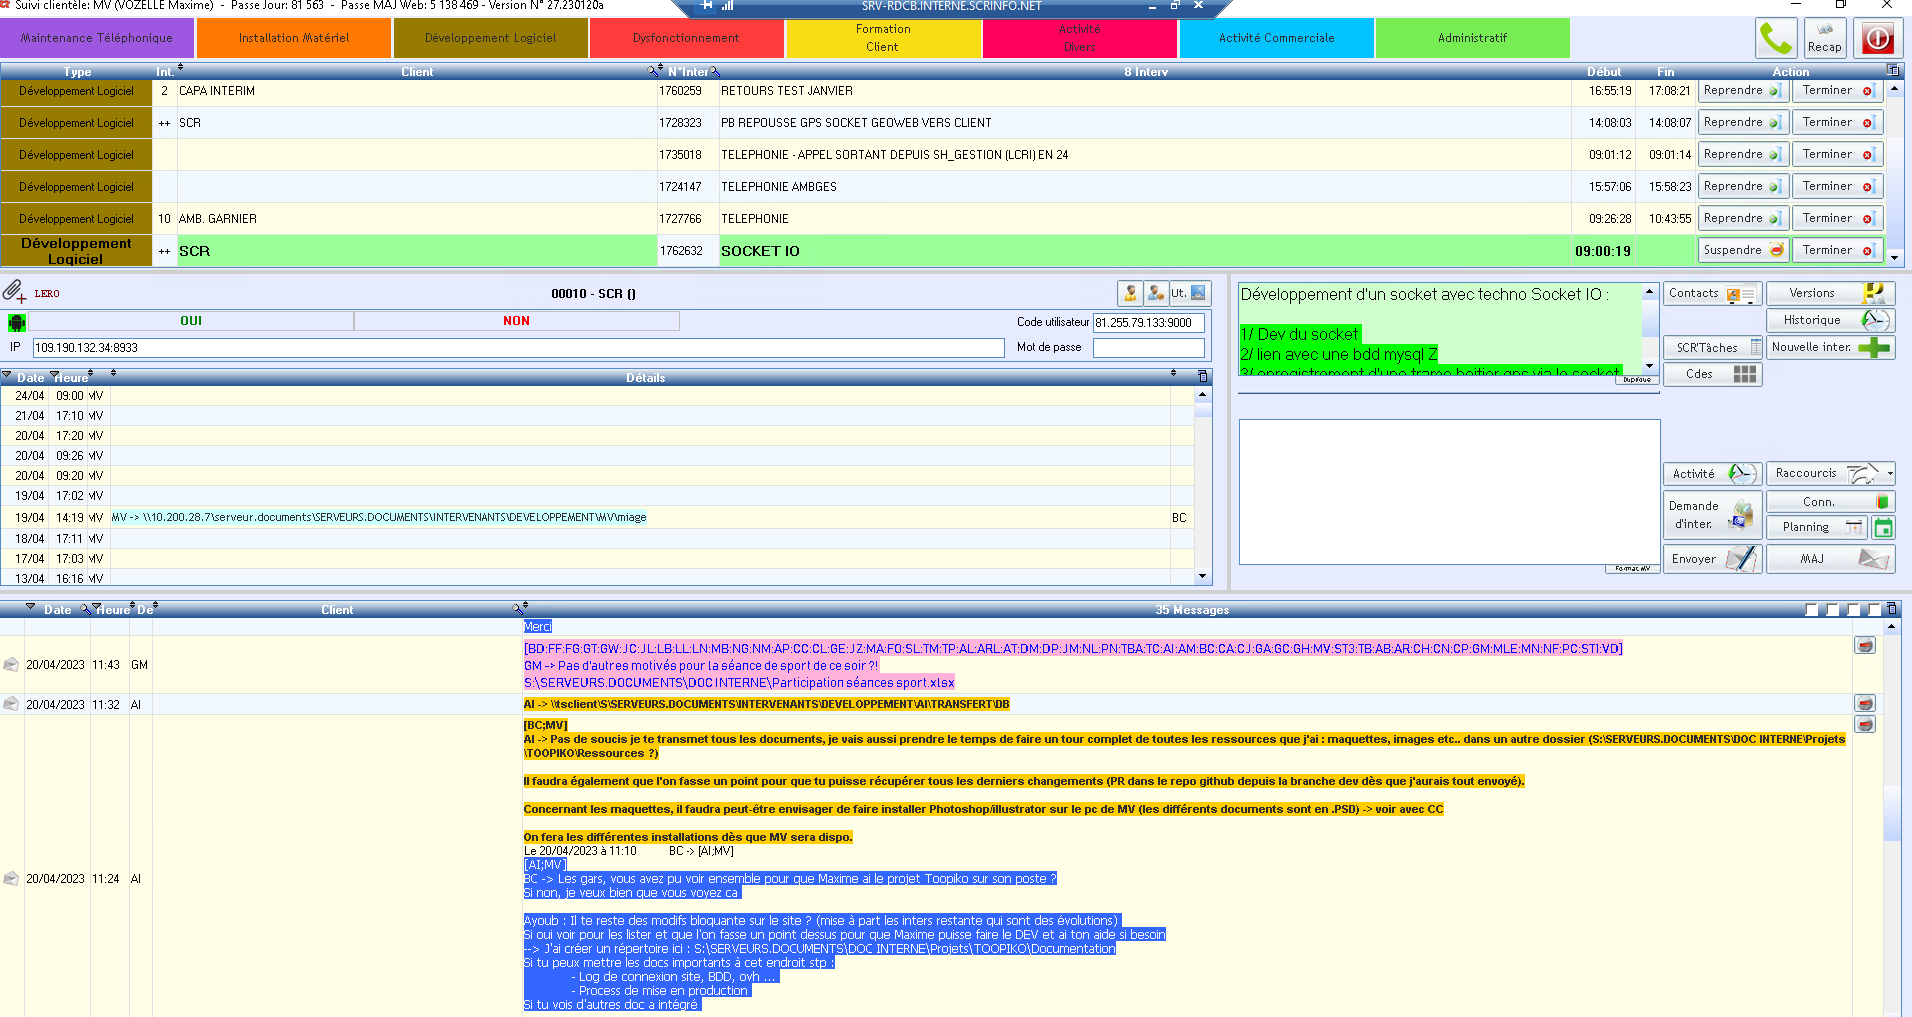 Suivi clientèle: MV (VOZELLE Maxime) - Passe Jour: 81 563 - Passe MAJ Web: 5 138 469 - Version N° 27.230120a
SRV-RDCB.INTERNE.SCRINFO.NET
Maintenance Téléphonique
Installation Matériel
Développement Logiciel
Dysfonctionnement
Formation
Client
Activité
Divers
Activité Commerciale
Administratif
Recap
Type Int. Client N°Inter 8 Interv Début Fin Action
Développement Logiciel 2 CAPA INTERIM 1760259 RETOURS TEST JANVIER 16:55:19 17:08:21 Reprendre Terminer
Développement Logiciel ++ SCR 1728323 PB REPOUSSE GPS SOCKET GEOWEB VERS CLIENT 14:08:03 14:08:07 Reprendre Terminer
Développement Logiciel 1735018 TELEPHONIE - APPEL SORTANT DEPUIS SH_GESTION (LCRI) EN 24 09:01:12 09:01:14 Reprendre Terminer
Développement Logiciel 1724147 TELEPHONIE AMBGES 15:57:06 15:58:23 Reprendre Terminer
Développement Logiciel 10 AMB. GARNIER 1727766 TELEPHONIE 09:26:28 10:43:55 Reprendre Terminer
Développement
Logiciel ++ SCR 1762632 SOCKET IO 09:00:19 Suspendre Terminer
LERO 00010 - SCR () Ut.
OUI NON Code utilisateur 81.255.79.133:9000
IP 109.190.132.34:8933 Mot de passe
Date Heure Détails
24/04 09:00 MV
21/04 17:10 MV
20/04 17:20 MV
20/04 09:26 MV
20/04 09:20 MV
19/04 17:02 MV
19/04 14:19 MV MV -> \\10.200.28.7\serveur.documents\SERVEURS.DOCUMENTS\INTERVENANTS\DEVELOPPEMENT\MV\miage BC
18/04 17:11 MV
17/04 17:03 MV
13/04 16:16 MV
Développement d'un socket avec techno Socket IO :
1/ Dev du socket
2/ lien avec une bdd mysql Z
3/ enregistrement d'une trame boitier gps via le socket
Duplique
Contacts Versions
Historique
SCR'Tâches Nouvelle inter.
Cdes
Activité Raccourcis
Demande
d'inter.
Conn.
Planning
Envoyer MAJ
Format MV
Date Heure De Client 35 Messages
Merci
20/04/2023 11:43 GM
[BD:FF:FG:GT:GW:JC:JL:LB:LL:LN:MB:NG:NM:AP:CC:CL:GE:JZ:MA:FO:SL:TM:TP:AL:ARL:AT:DM:DP:JM:NL:PN:TBA:TC:AI:AM:BC:CA:CJ:GA:GC:GH:MV:ST3:TB:AB:AR:CH:CN:CP:GM:MLE:MN:NF:PC:STI:VD]
GM -> Pas d'autres motivés pour la séance de sport de ce soir ?!
S:\SERVEURS.DOCUMENTS\DOC INTERNE\Participation séances sport.xlsx
20/04/2023 11:32 AI AI -> \\tsclient\S\SERVEURS.DOCUMENTS\INTERVENANTS\DEVELOPPEMENT\AI\TRANSFERT\DB
20/04/2023 11:24 AI
[BC;MV]
AI -> Pas de soucis je te transmet tous les documents, je vais aussi prendre le temps de faire un tour complet de toutes les ressources que j'ai : maquettes, images etc.. dans un autre dossier (S:\SERVEURS.DOCUMENTS\DOC INTERNE\Projets
\TOOPIKO\Ressources ?)
Il faudra également que l'on fasse un point pour que tu puisse récupérer tous les derniers changements (PR dans le repo github depuis la branche dev dès que j'aurais tout envoyé).
Concernant les maquettes, il faudra peut-être envisager de faire installer Photoshop/illustrator sur le pc de MV (les différents documents sont en .PSD) -> voir avec CC
On fera les différentes installations dès que MV sera dispo.
Le 20/04/2023 à 11:10 BC -> [AI;MV]
[AI;MV]
BC -> Les gars, vous avez pu voir ensemble pour que Maxime ai le projet Toopiko sur son poste ?
Si non, je veux bien que vous voyez ca
Ayoub : Il te reste des modifs bloquante sur le site ? (mise à part les inters restante qui sont des évolutions)
Si oui voir pour les lister et que l'on fasse un point dessus pour que Maxime puisse faire le DEV et ai ton aide si besoin
--> J'ai créer un répertoire ici : S:\SERVEURS.DOCUMENTS\DOC INTERNE\Projets\TOOPIKO\Documentation
Si tu peux mettre les docs importants à cet endroit stp :
- Log de connexion site, BDD, ovh ...
- Process de mise en production
Si tu vois d'autres doc a intégré